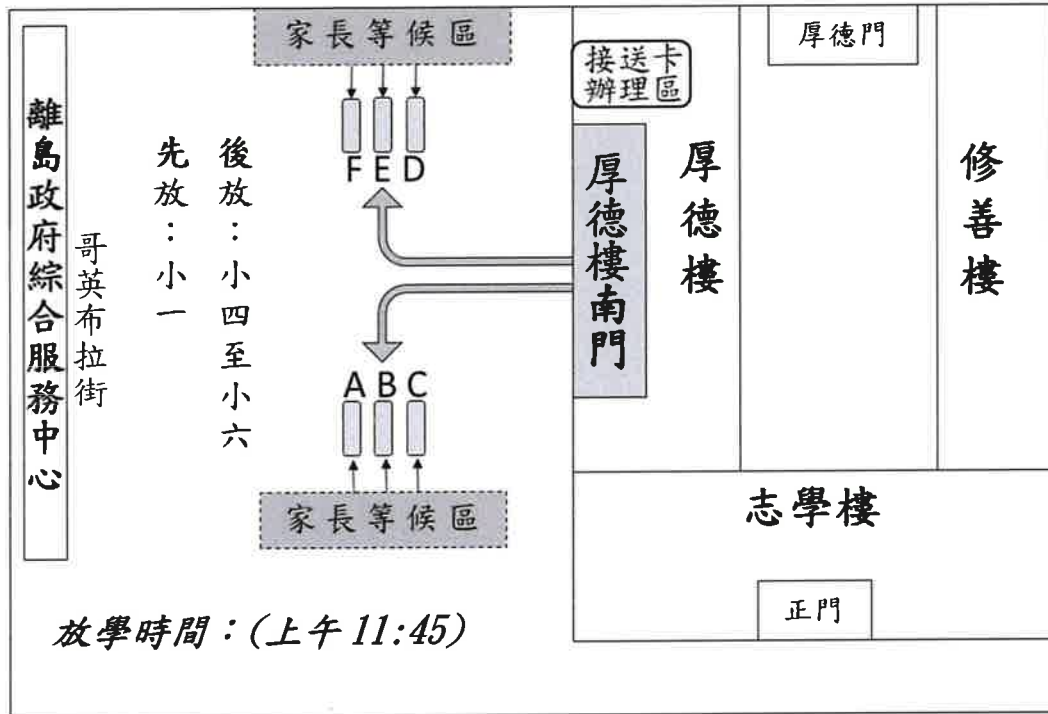 家長等候區
F E D
接送卡
辦理區
厚德門
離島政府綜合服務中心
哥英布拉街
先放：小一
後放：小四至小六
厚德樓南門
厚德樓
修善樓
A B C
家長等候區
志學樓
正門
放學時間：(上午11:45)